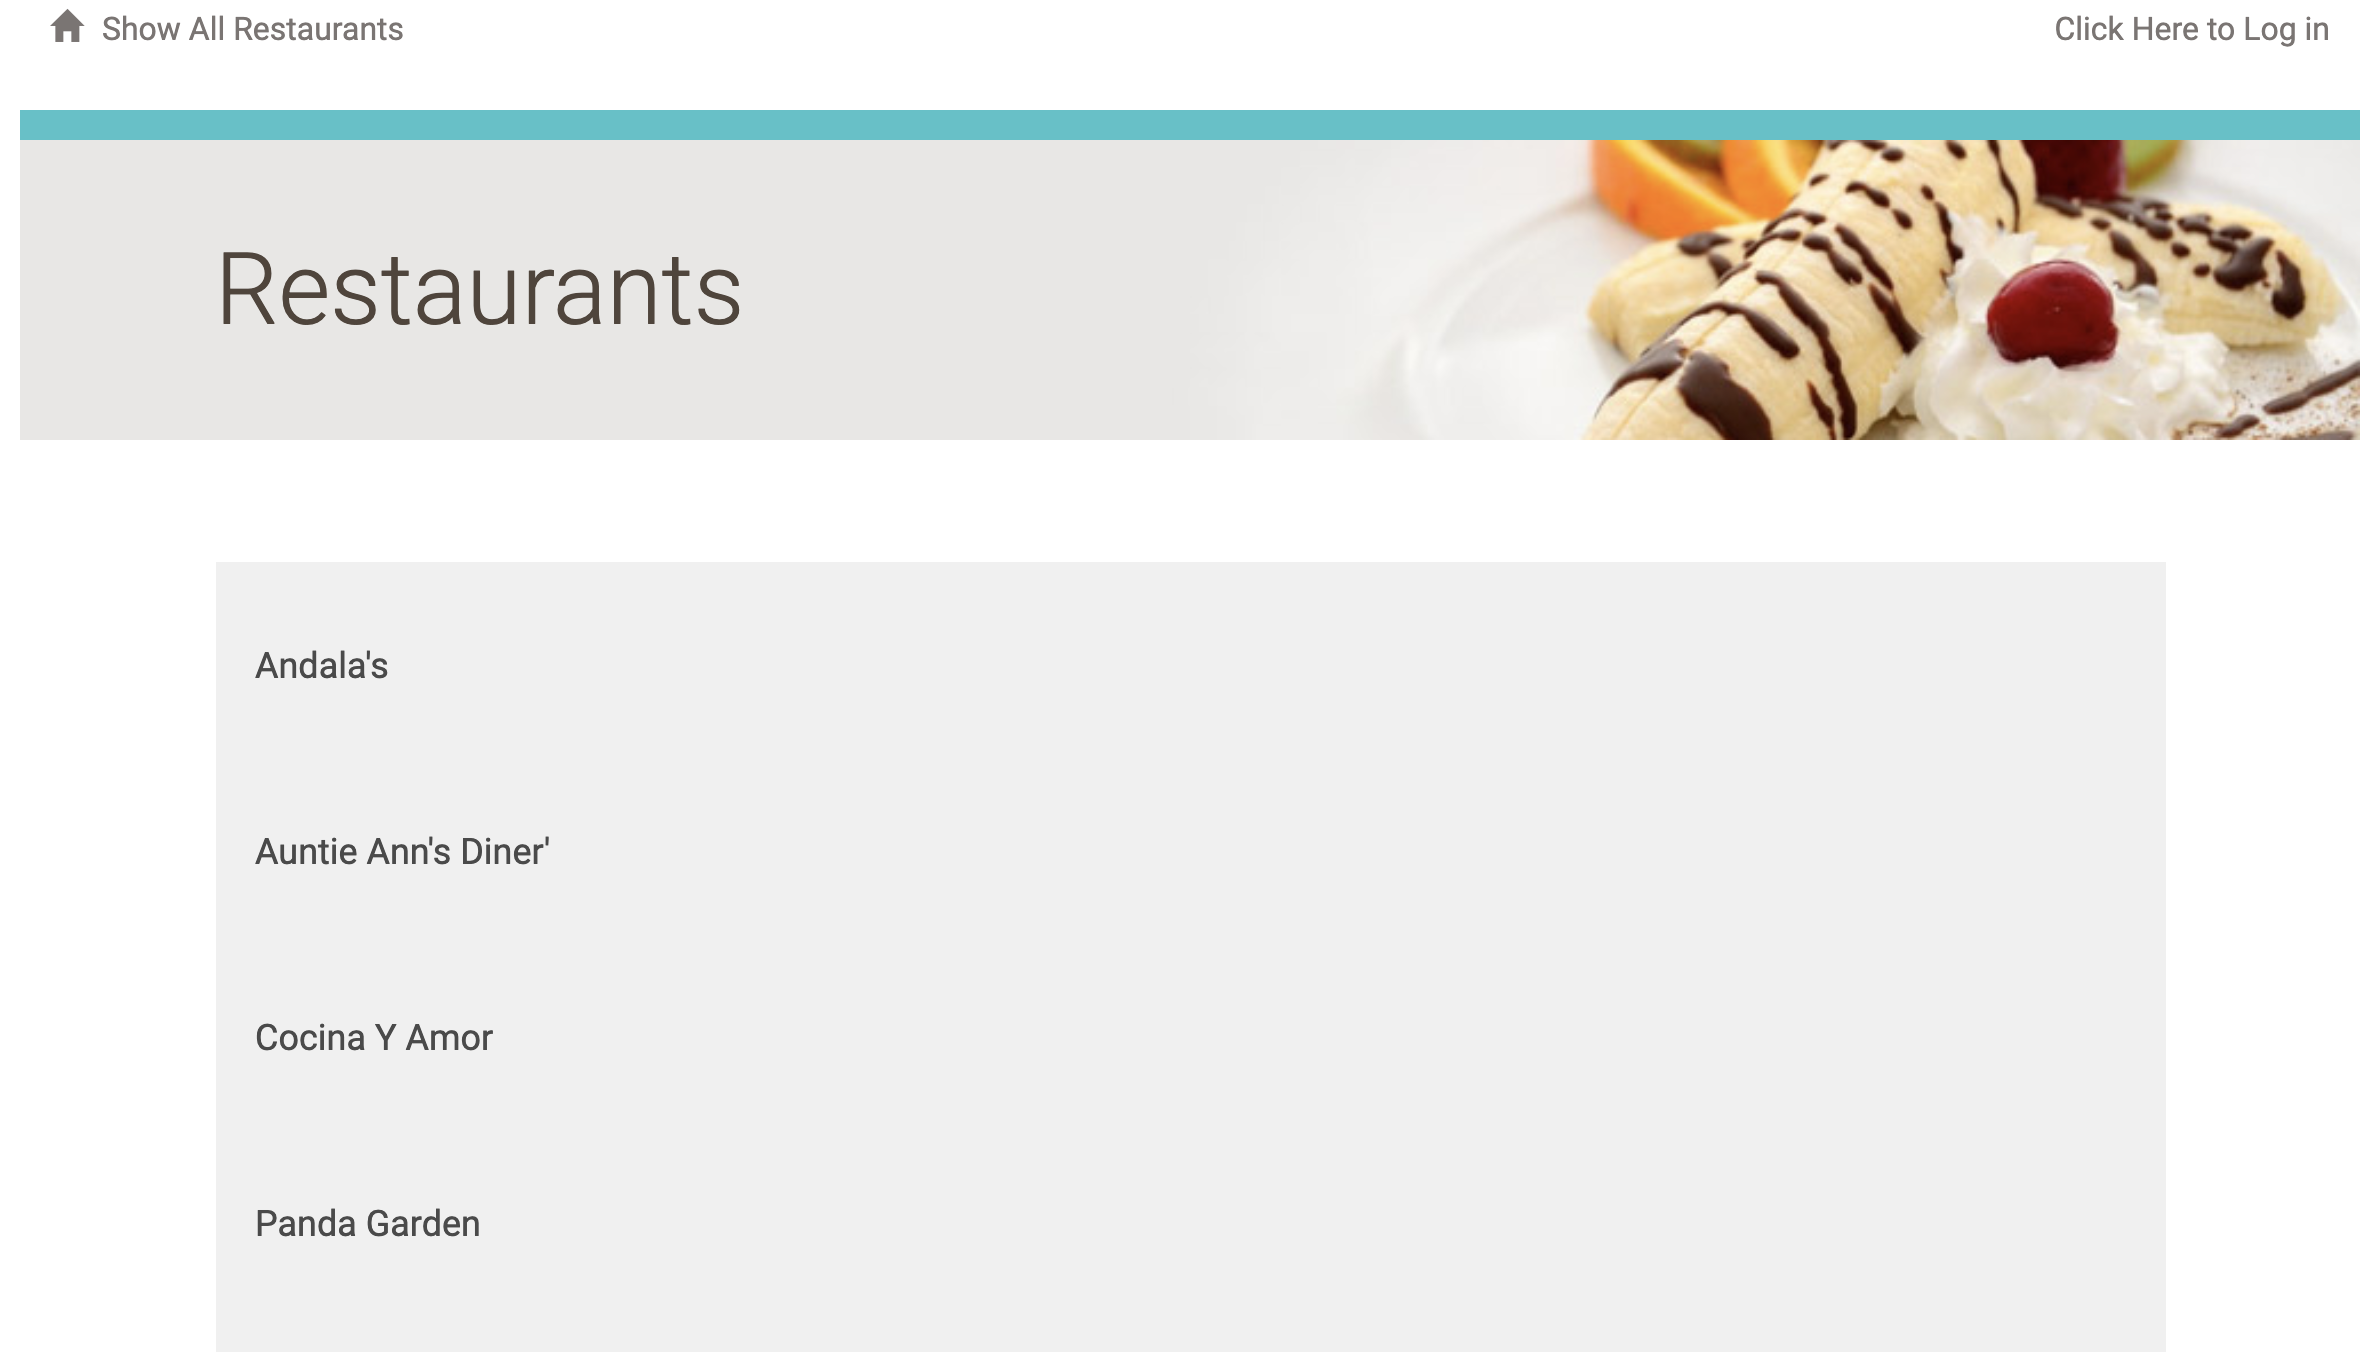 Show All Restaurants
Click Here to Log in
Restaurants
Andala's
Auntie Ann's Diner'
Cocina Y Amor
Panda Garden